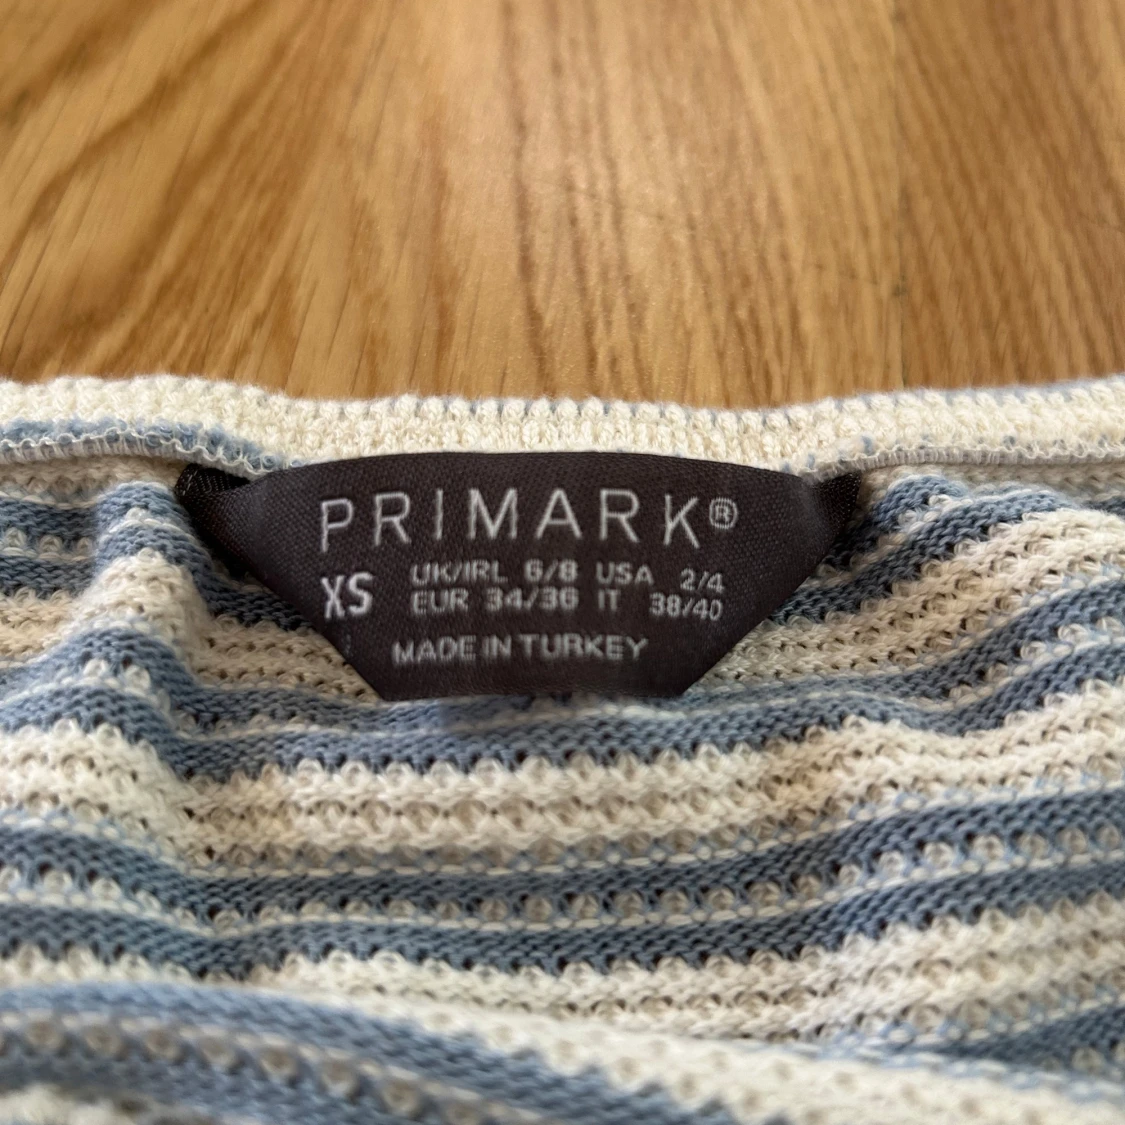 PRIMARK®
XS UK/IRL 6/8 USA 2/4
EUR 34/36 IT 38/40
MADE IN TURKEY